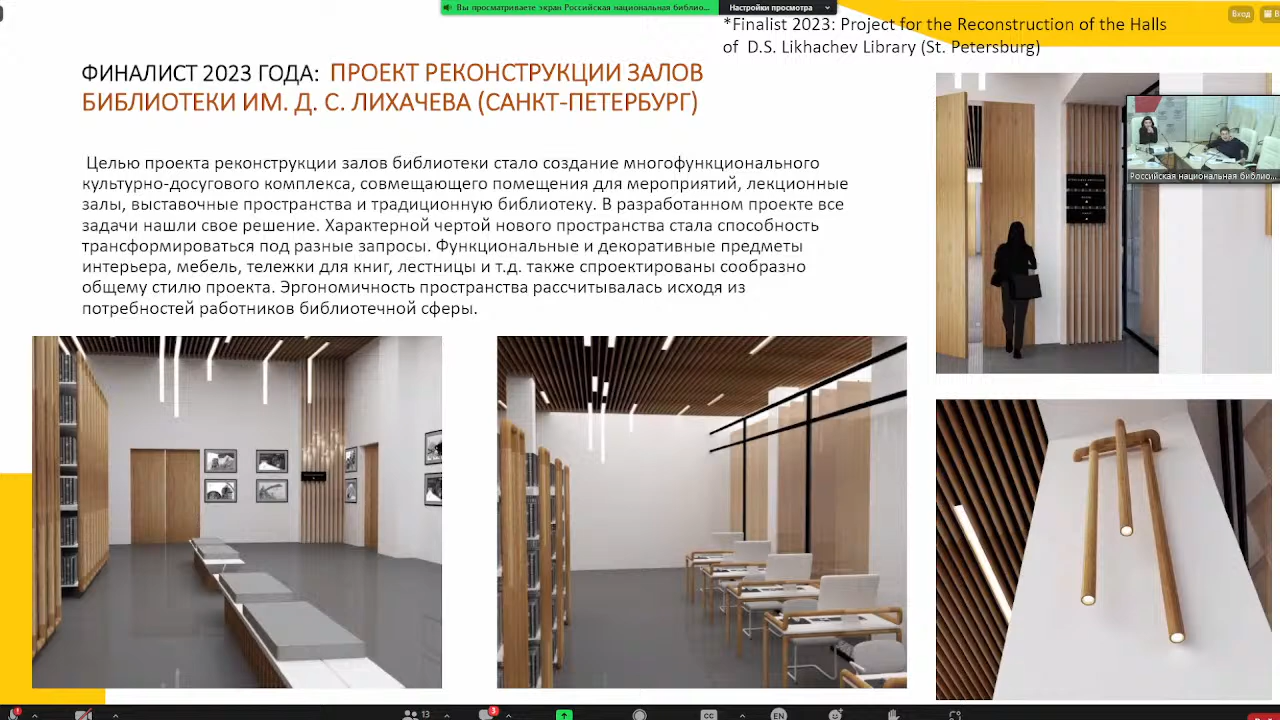 Вы просматриваете экран Российская национальная библио...
Настройки просмотра
Вход
*Finalist 2023: Project for the Reconstruction of the Halls
of D.S. Likhachev Library (St. Petersburg)
ФИНАЛИСТ 2023 ГОДА: ПРОЕКТ РЕКОНСТРУКЦИИ ЗАЛОВ
БИБЛИОТЕКИ ИМ. Д. С. ЛИХАЧЕВА (САНКТ-ПЕТЕРБУРГ)
Российская национальная библио...
Целью проекта реконструкции залов библиотеки стало создание многофункционального
культурно-досугового комплекса, совмещающего помещения для мероприятий, лекционные
залы, выставочные пространства и традиционную библиотеку. В разработанном проекте все
задачи нашли свое решение. Характерной чертой нового пространства стала способность
трансформироваться под разные запросы. Функциональные и декоративные предметы
интерьера, мебель, тележки для книг, лестницы и т.д. также спроектированы сообразно
общему стилю проекта. Эргономичность пространства рассчитывалась исходя из
потребностей работников библиотечной сферы.
13
3
CC
EN